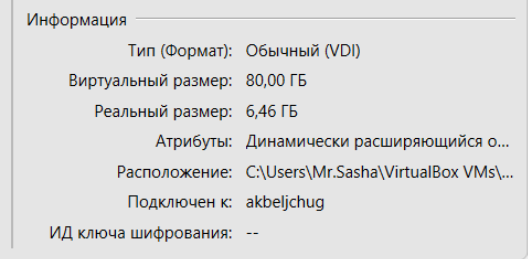 Информация
Тип (Формат): Обычный (VDI)
Виртуальный размер: 80,00 ГБ
Реальный размер: 6,46 ГБ
Атрибуты: Динамически расширяющийся о...
Расположение: C:\Users\Mr.Sasha\VirtualBox VMs\...
Подключен к: akbeljchug
ИД ключа шифрования: --